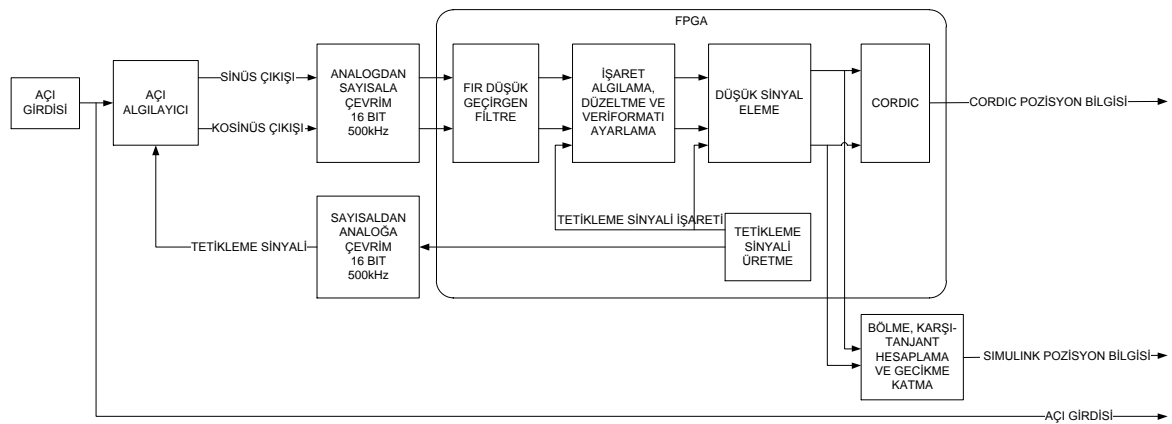 FPGA
AÇI
GİRDİSİ
AÇI
ALGILAYICI
SİNÜS ÇIKIŞI
KOSİNÜS ÇIKIŞI
ANALOGDAN
SAYISALA
ÇEVRİM
16 BIT
500kHz
FIR DÜŞÜK
GEÇİRGEN
FİLTRE
İŞARET
ALGILAMA,
DÜZELTME VE
VERİFORMATI
AYARLAMA
DÜŞÜK SİNYAL
ELEME
CORDIC
CORDIC POZİSYON BİLGİSİ
TETİKLEME SİNYALİ
SAYISALDAN
ANALOĞA
ÇEVRİM
16 BIT
500kHz
TETİKLEME SİNYALİ İŞARETİ
TETİKLEME
SİNYALİ
ÜRETME
BÖLME, KARŞI-
TANJANT
HESAPLAMA
VE GECİKME
KATMA
SIMULINK POZİSYON BİLGİSİ
AÇI GİRDİSİ